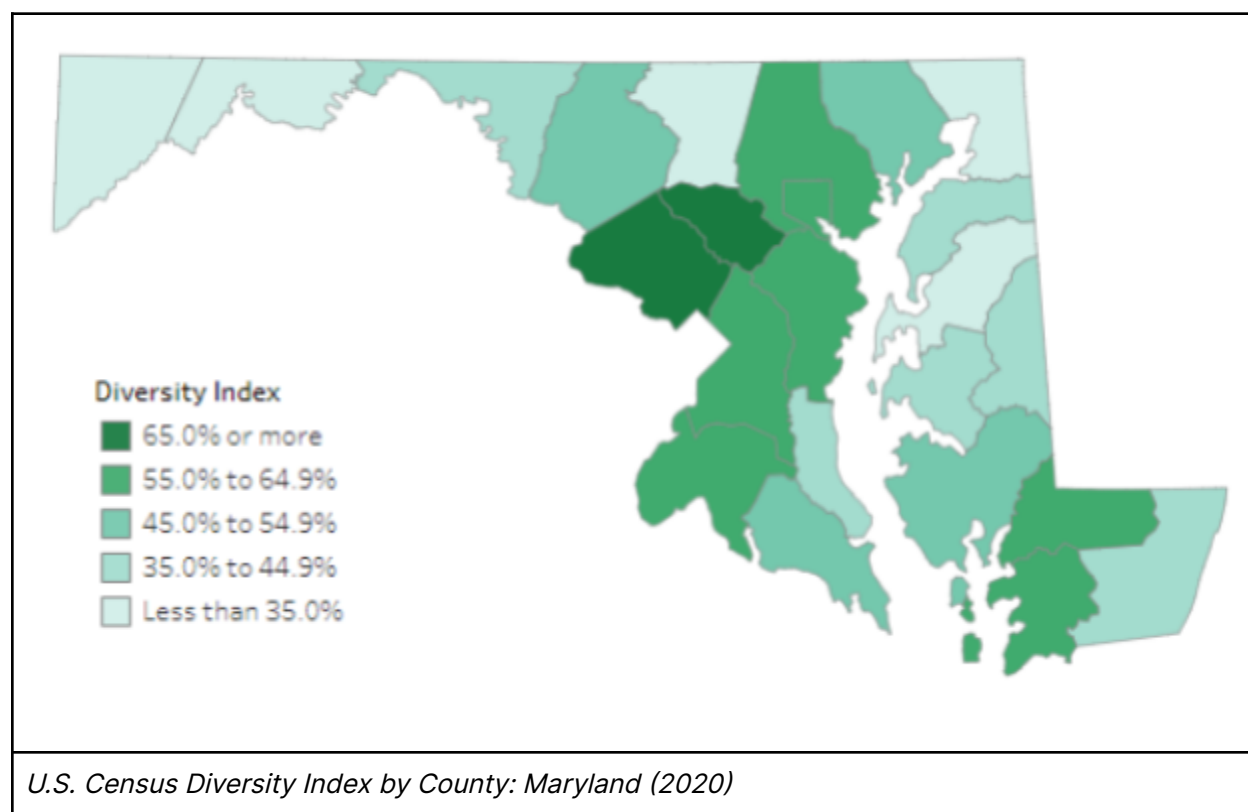 Diversity Index
65.0% or more
55.0% to 64.9%
45.0% to 54.9%
35.0% to 44.9%
Less than 35.0%
U.S. Census Diversity Index by County: Maryland (2020)